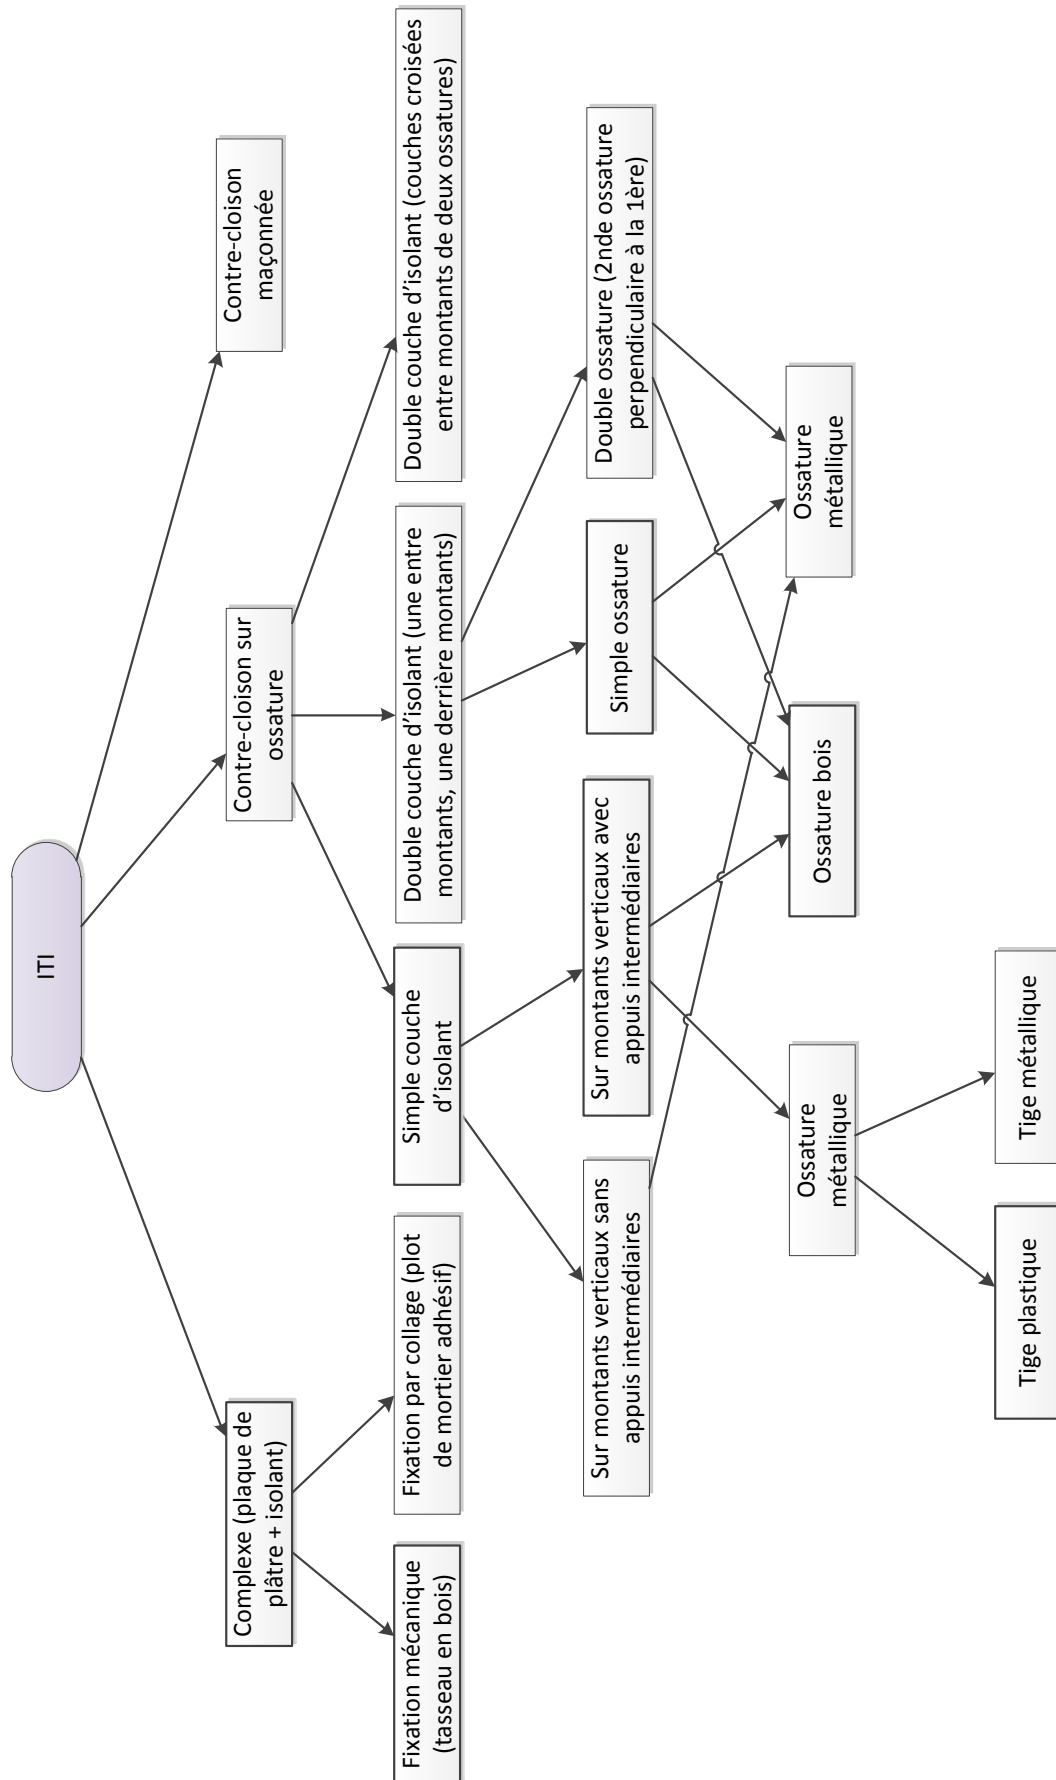 ITI
Complexe (plaque de
plâtre + isolant)
Contre-cloison sur
ossature
Contre-cloison
maçonnée
Fixation mécanique
(tasseau en bois)
Fixation par collage (plot
de mortier adhésif)
Simple couche
d’isolant
Double couche d’isolant (une entre
montants, une derrière montants)
Double couche d’isolant (couches croisées
entre montants de deux ossatures)
Sur montants verticaux sans
appuis intermédiaires
Sur montants verticaux avec
appuis intermédiaires
Simple ossature
Double ossature (2nde ossature
perpendiculaire à la 1ère)
Ossature
métallique
Ossature bois
Ossature
métallique
Tige plastique
Tige métallique